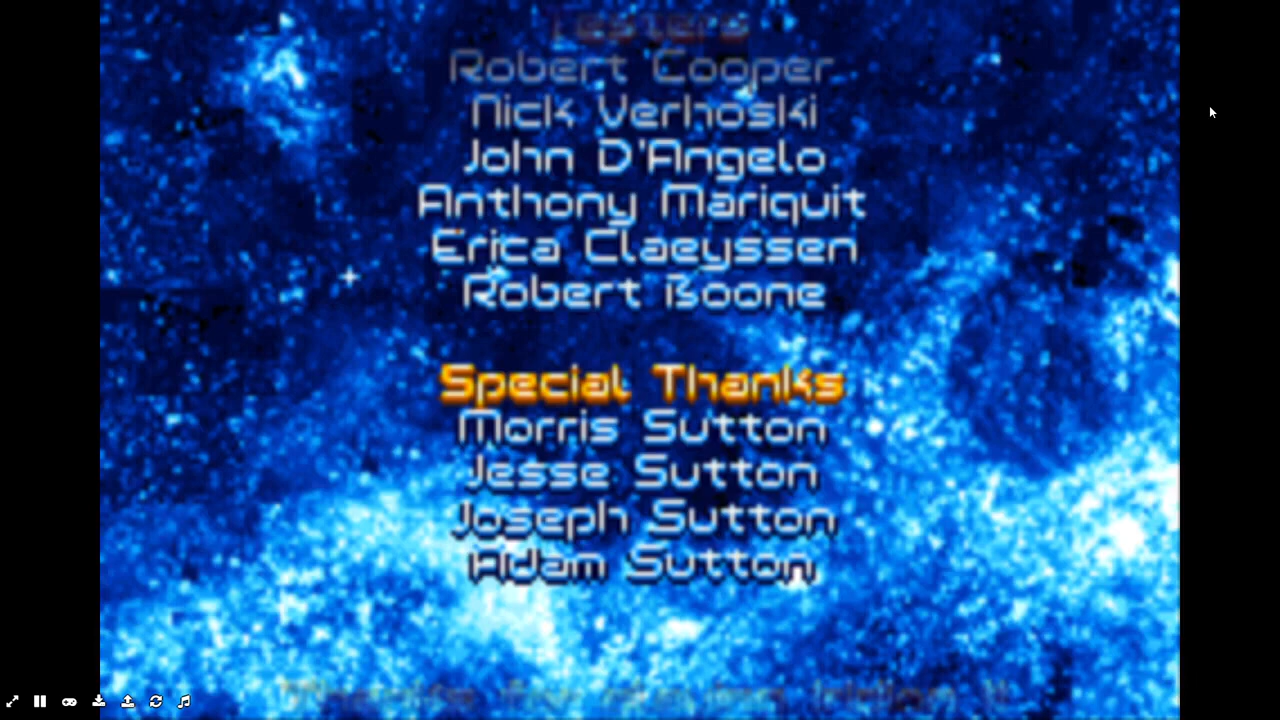 Testers
Robert Cooper
Nick Verhoski
John D'Angelo
Anthony Mariquit
Erica Claeyssen
Robert Boone
Special Thanks
Morris Sutton
Jesse Sutton
Joseph Sutton
Adam Sutton